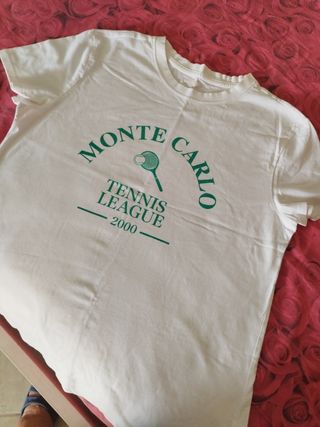 MONTE CARLO
TENNIS
LEAGUE
2000